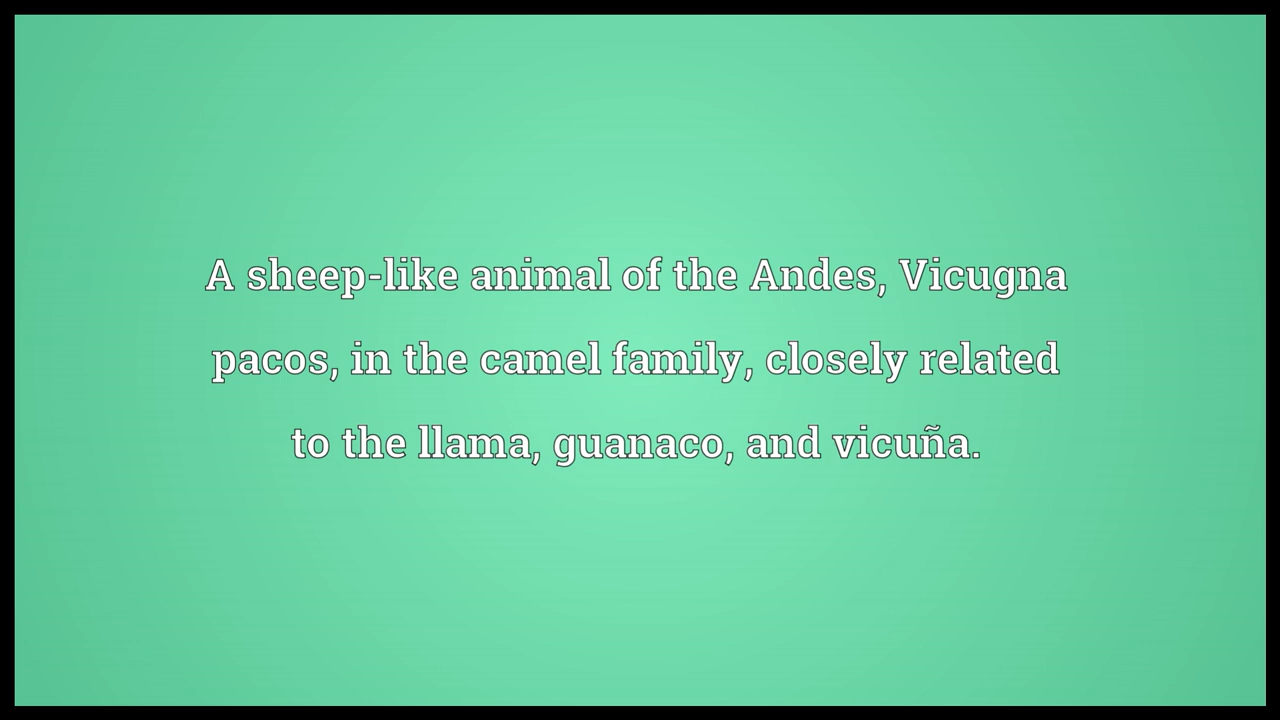 A sheep-like animal of the Andes, Vicugna
pacos, in the camel family, closely related
to the llama, guanaco, and vicuña.